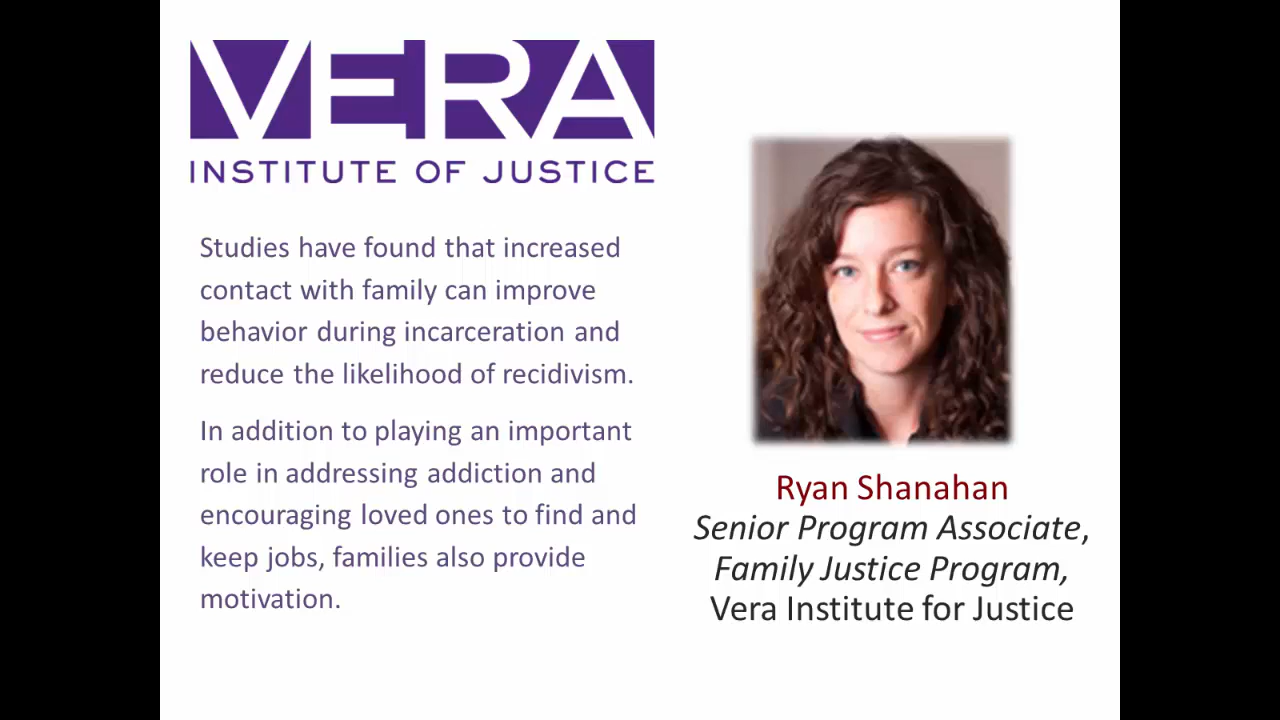 VERA
INSTITUTE OF JUSTICE
Studies have found that increased
contact with family can improve
behavior during incarceration and
reduce the likelihood of recidivism.
In addition to playing an important
role in addressing addiction and
encouraging loved ones to find and
keep jobs, families also provide
motivation.
Ryan Shanahan
Senior Program Associate,
Family Justice Program,
Vera Institute for Justice